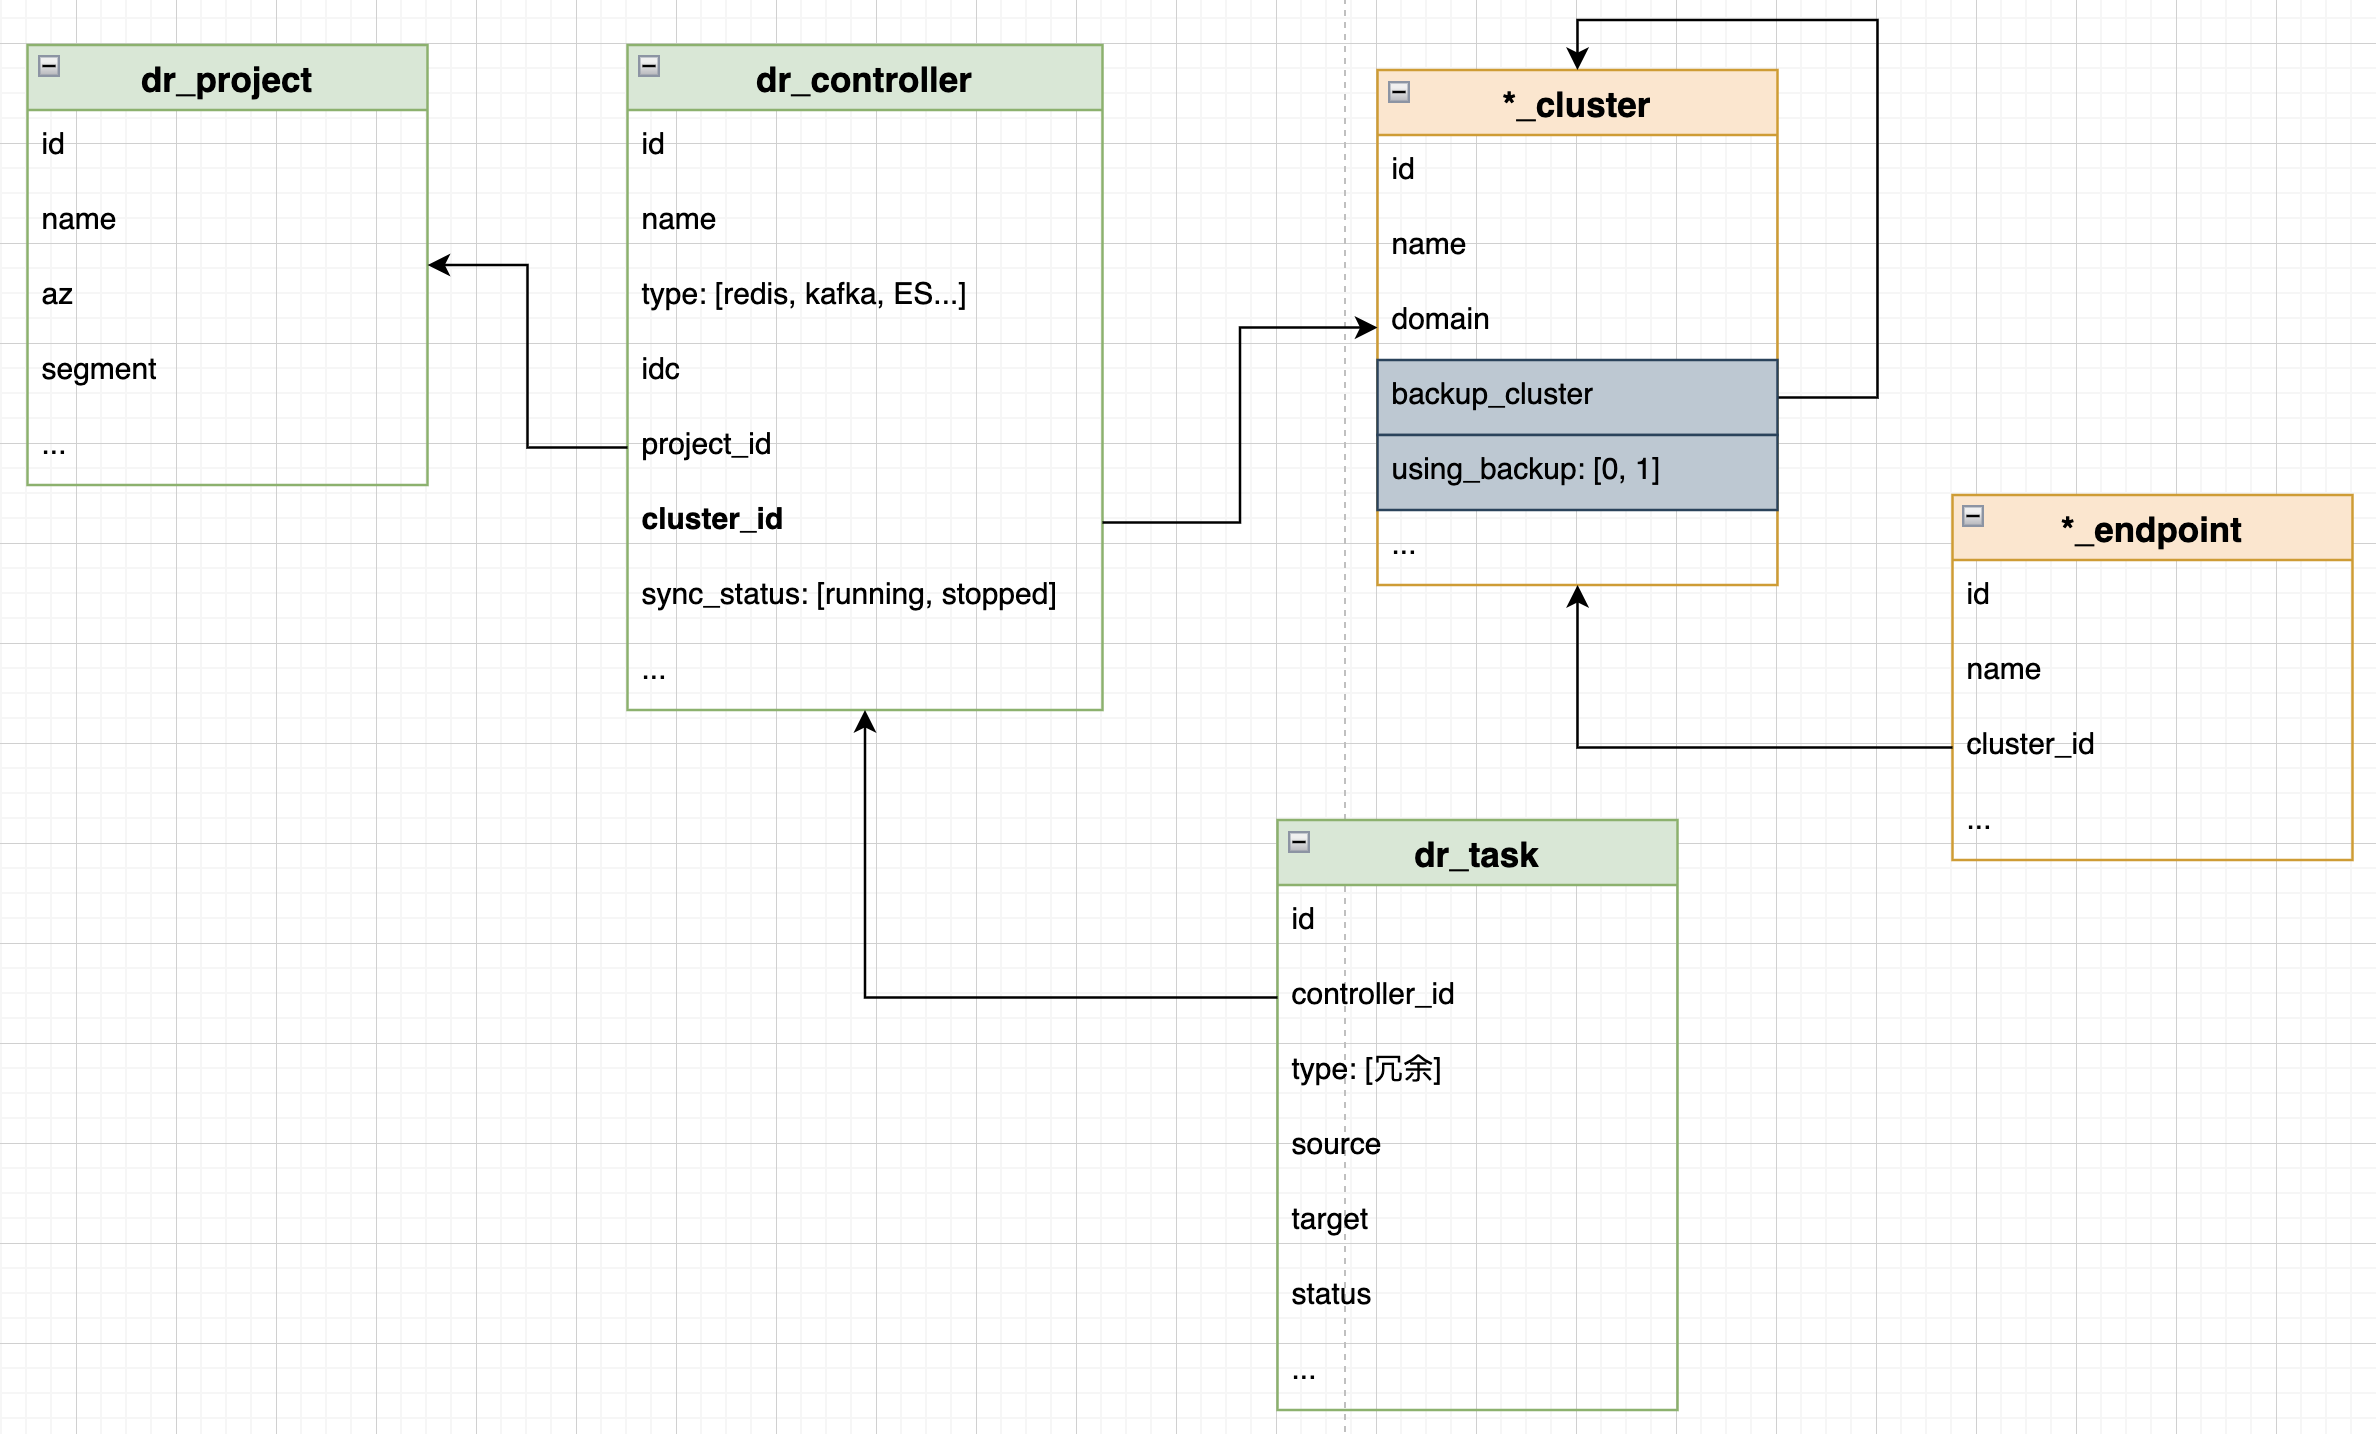 dr_project
id
name
az
segment
...
dr_controller
id
name
type: [redis, kafka, ES...]
idc
project_id
cluster_id
sync_status: [running, stopped]
...
*_cluster
id
name
domain
backup_cluster
using_backup: [0, 1]
...
*_endpoint
id
name
cluster_id
...
dr_task
id
controller_id
type: [冗余]
source
target
status
...